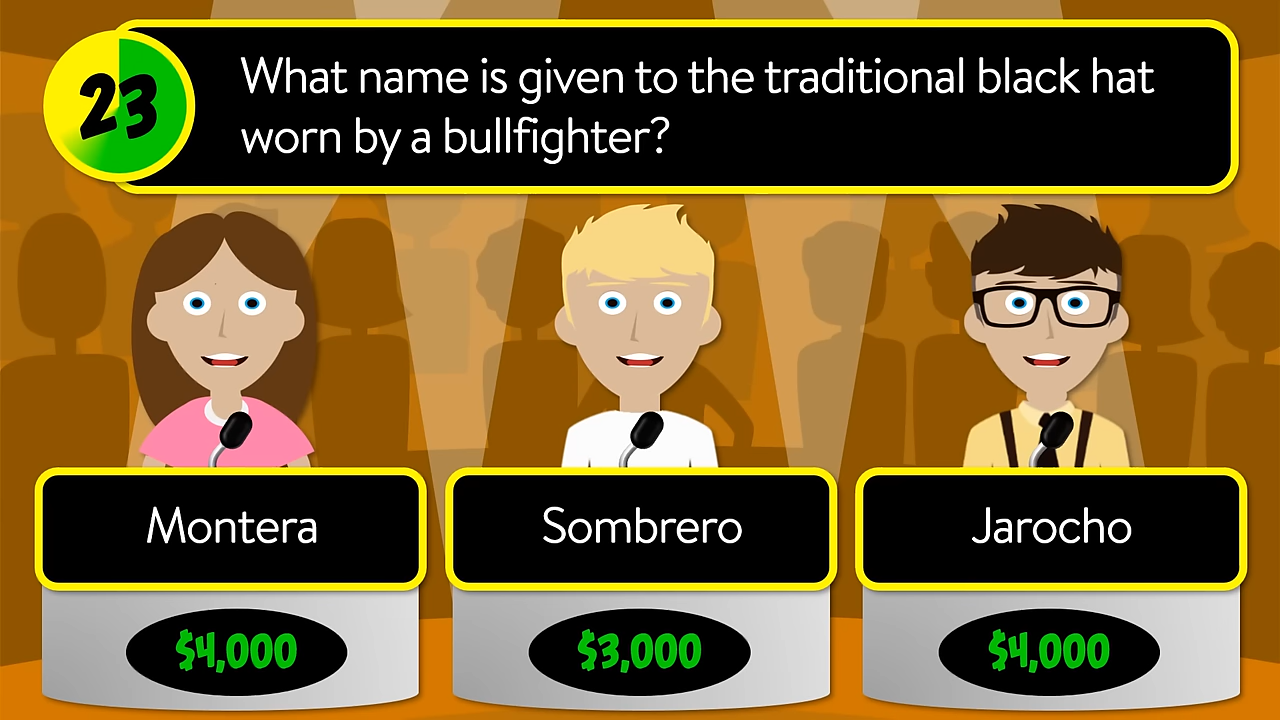 23
What name is given to the traditional black hat
worn by a bullfighter?
Montera
Sombrero
Jarocho
$4,000
$3,000
$4,000